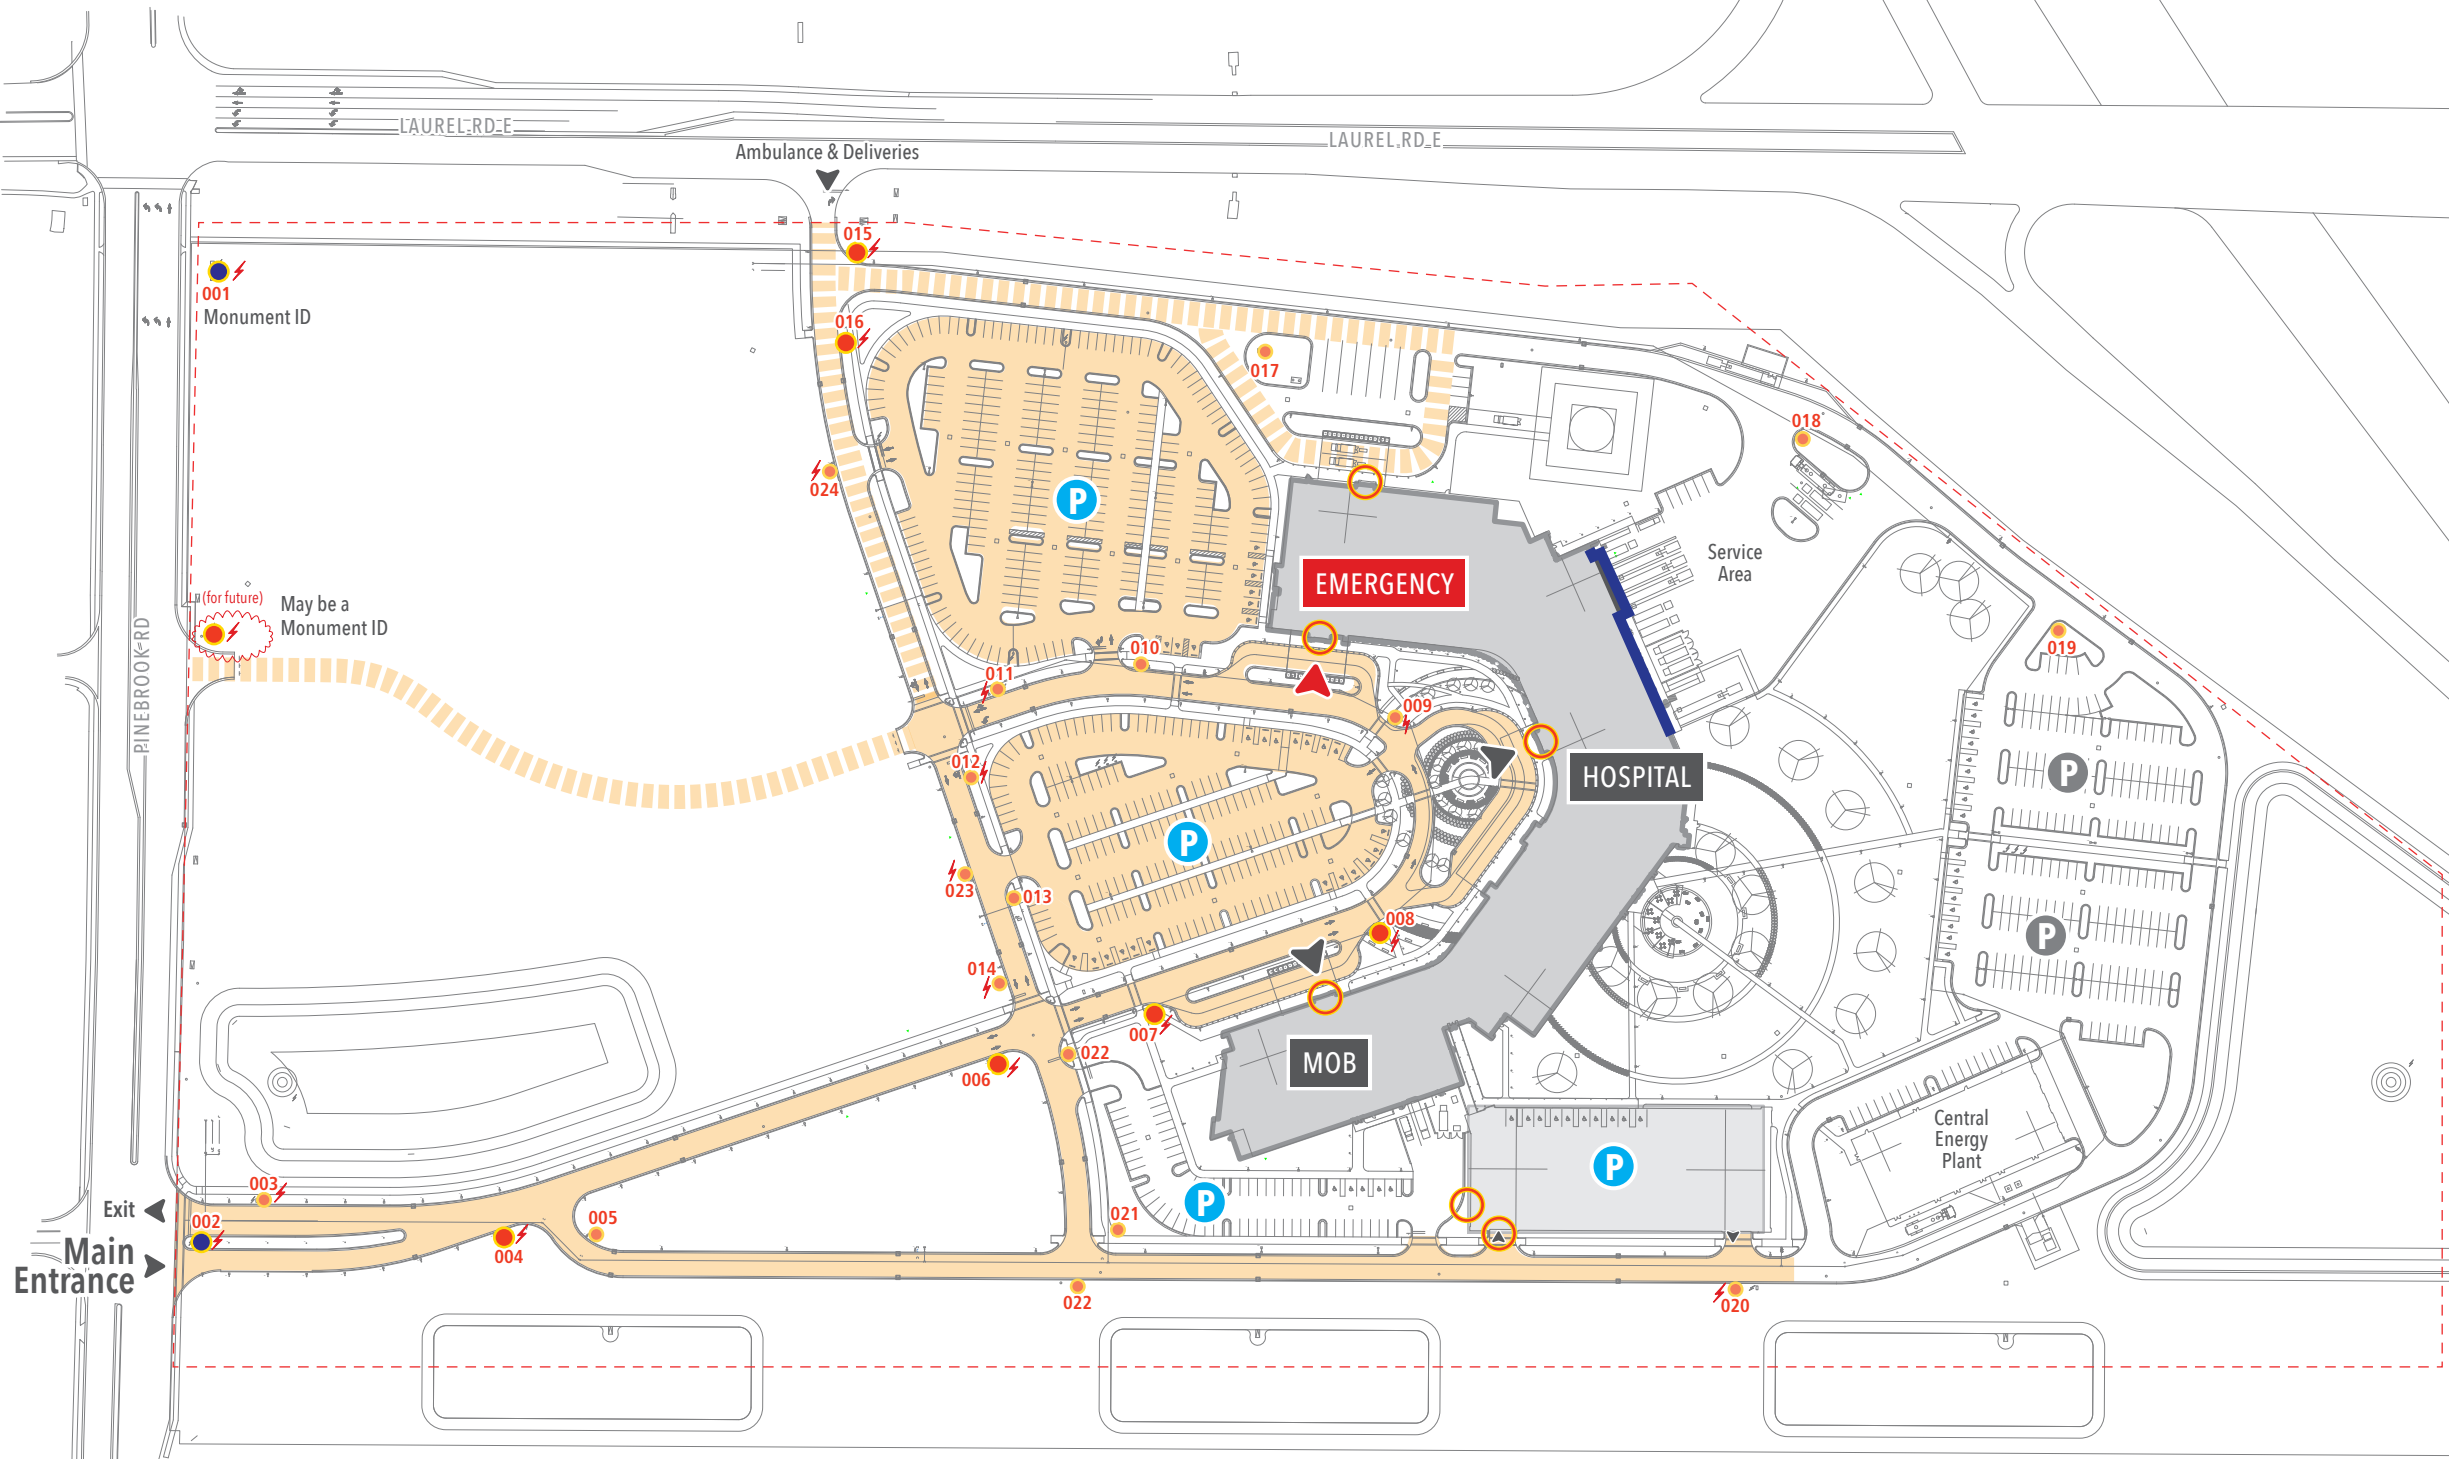 LAUREL RD E
LAUREL RD E
Ambulance & Deliveries
015
001
Monument ID
016
017
018
024
P
EMERGENCY
Service
Area
(for future)
May be a
Monument ID
PINEBROOK RD
010
011
019
009
012
HOSPITAL
P
P
023
013
008
P
014
007
022
006
MOB
Central
Energy
Plant
P
P
003
Exit
002
Main
Entrance
004
005
021
022
020